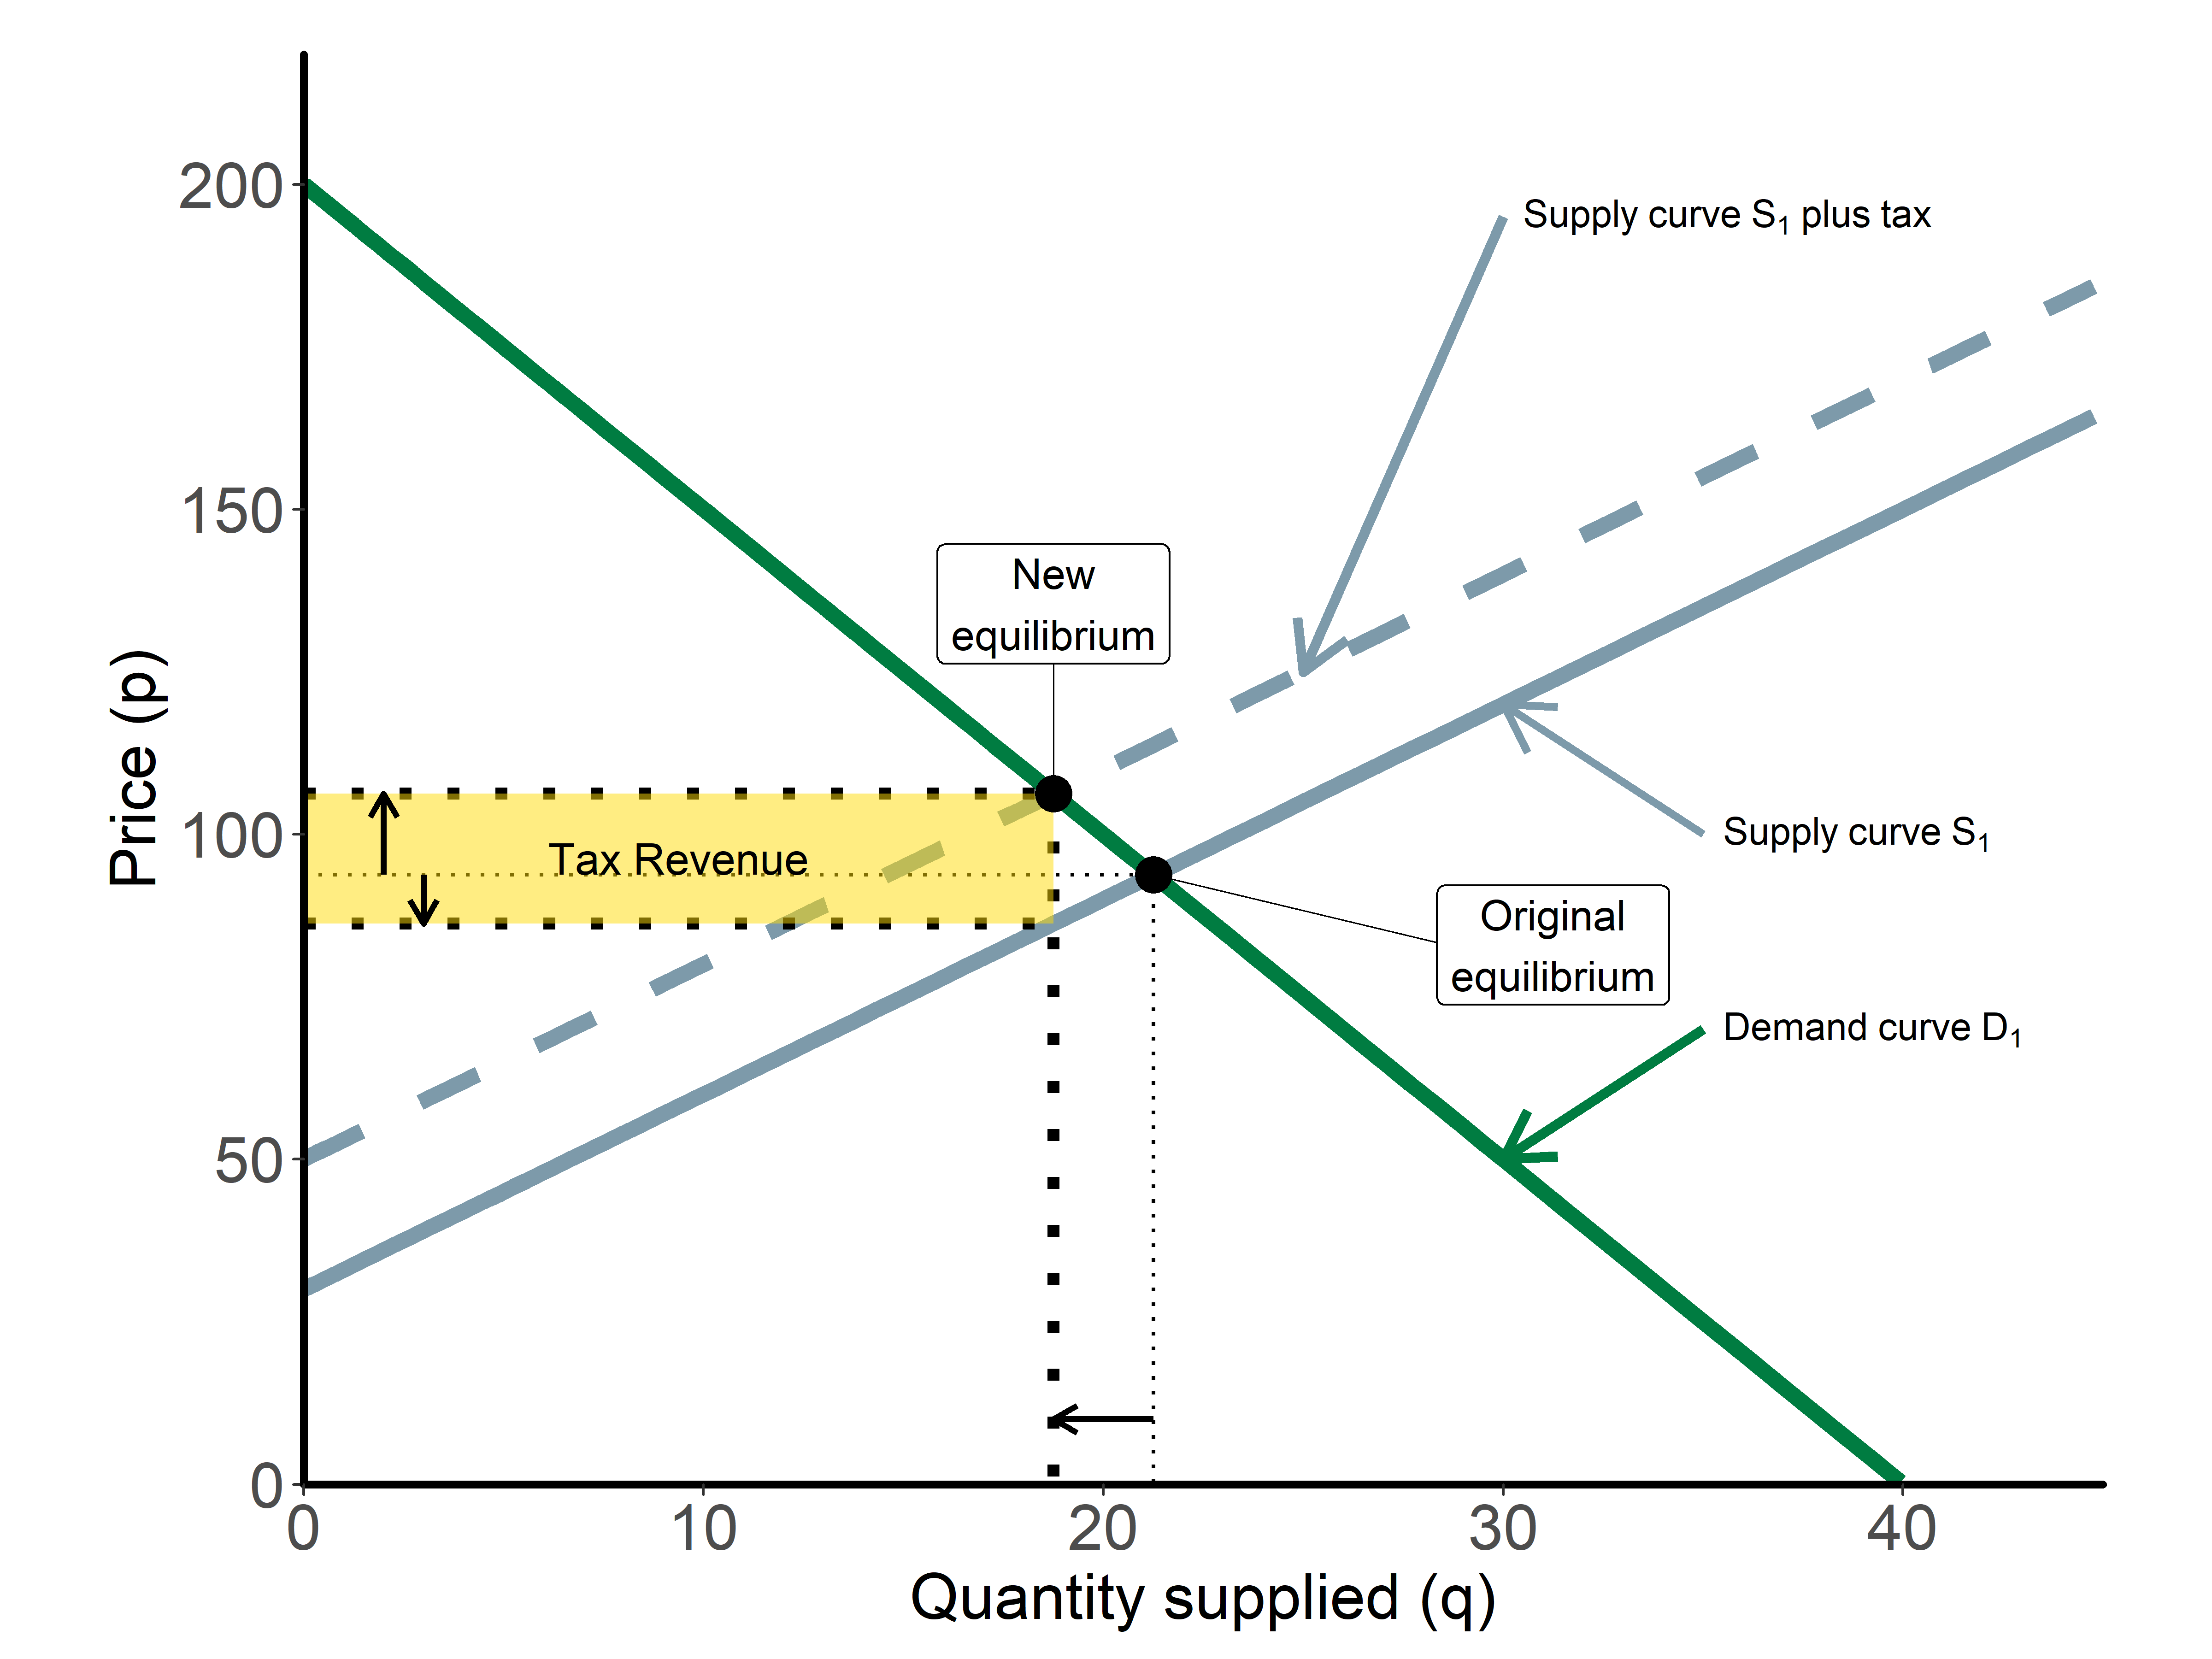 200
Supply curve S₁ plus tax
150
New
equilibrium
Price (p)
100
Tax Revenue
Supply curve S₁
Original
equilibrium
Demand curve D₁
50
0
0 10 20 30 40
Quantity supplied (q)